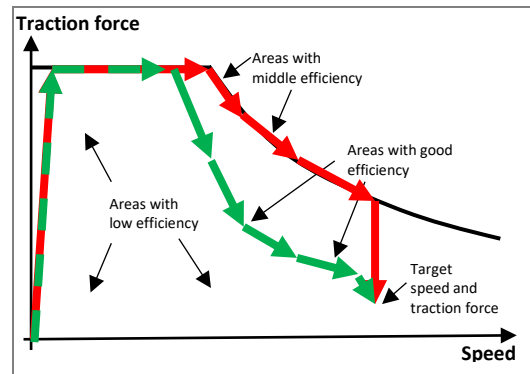 Traction force
Areas with
middle efficiency
Areas with good
efficiency
Areas with
low efficiency
Target
speed and
traction force
Speed